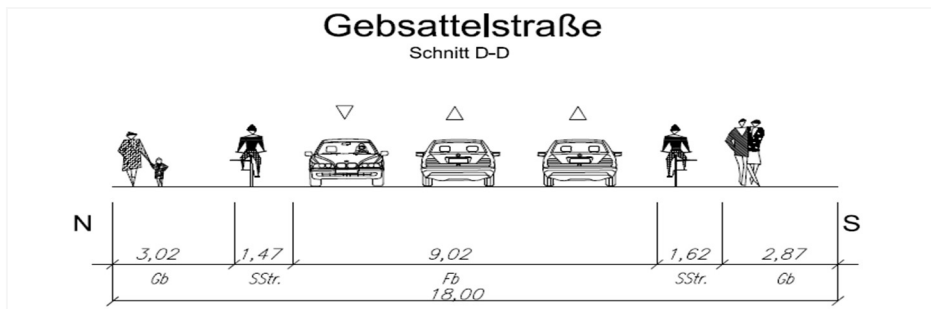 Gebsattelstraße
Schnitt D-D
N S
3,02 1,47 9,02 1,62 2,87
Gb SStr. Fb SStr. Gb
18,00